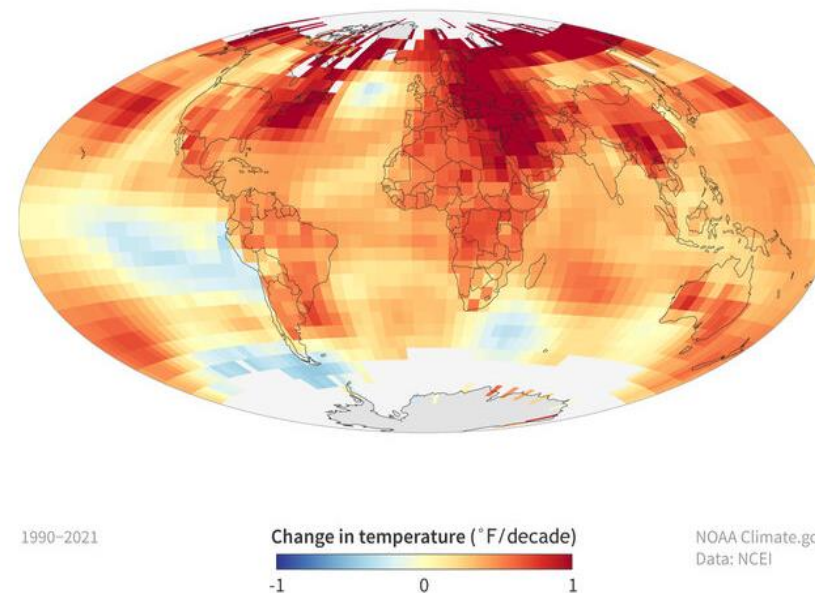 1990–2021
Change in temperature (°F/decade)
-1 0 1
NOAA Climate.go
Data: NCEI